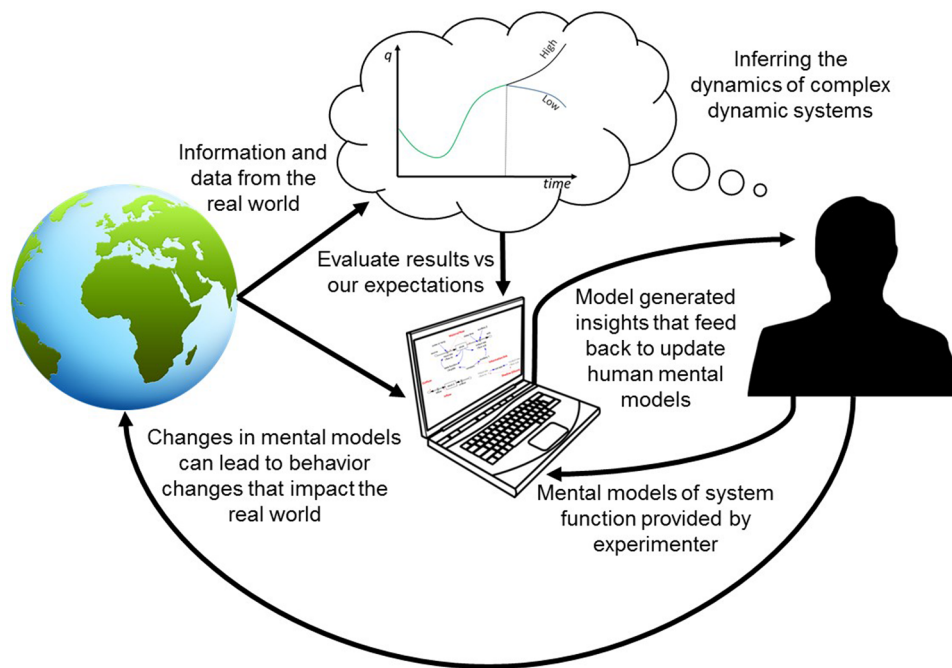 q
High
Low
time
Inferring the
dynamics of complex
dynamic systems
Information and
data from the
real world
Evaluate results vs
our expectations
Model generated
insights that feed
back to update
human mental
models
Changes in mental models
can lead to behavior
changes that impact the
real world
Mental models of system
function provided by
experimenter